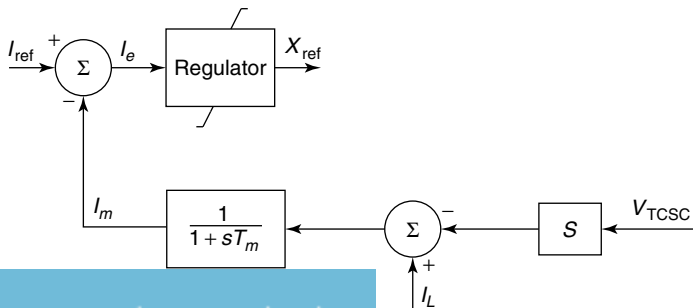 I_ref
+
Σ
I_e
Regulator
X_ref
−
I_m
1
1 + sT_m
Σ
−
S
V_TCSC
+
I_L